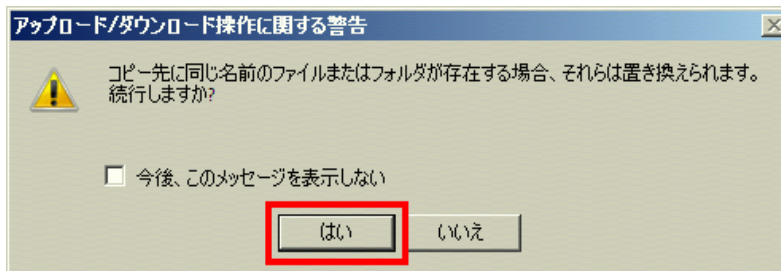 アップロード/ダウンロード操作に関する警告
コピー先に同じ名前のファイルまたはフォルダが存在する場合、それらは置き換えられます。
続行しますか?
今後、このメッセージを表示しない
はい
いいえ